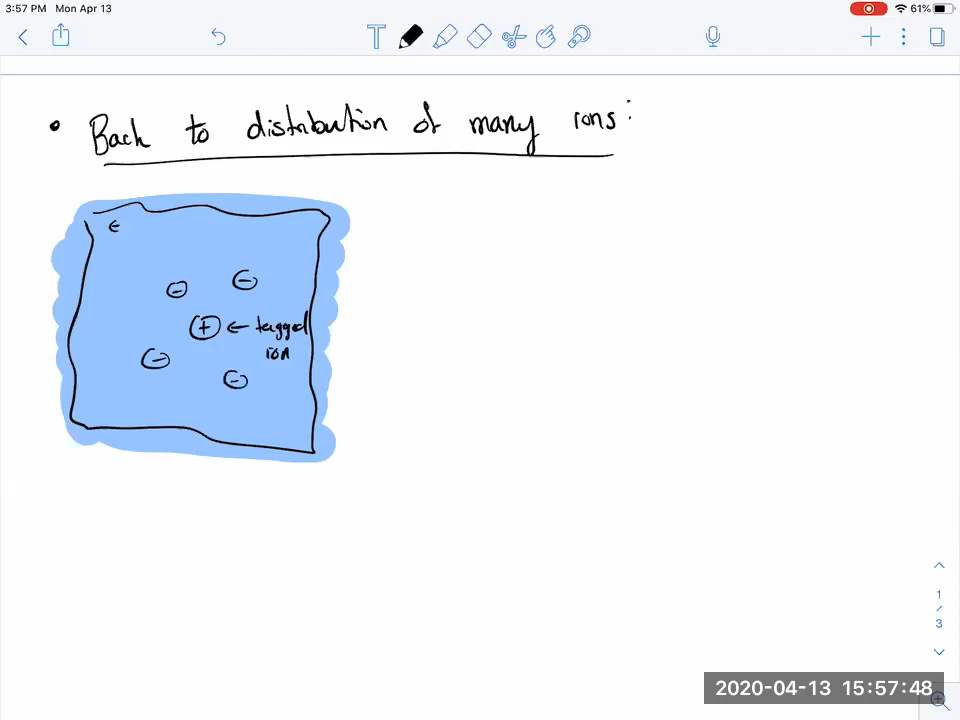 3:57 PM Mon Apr 13
61%
T
• Back to distribution of many ions:
ϵ
⊖ ⊖
⊕ ← tagged
ion
⊖
⊖
1
/
3
2020-04-13 15:57:48